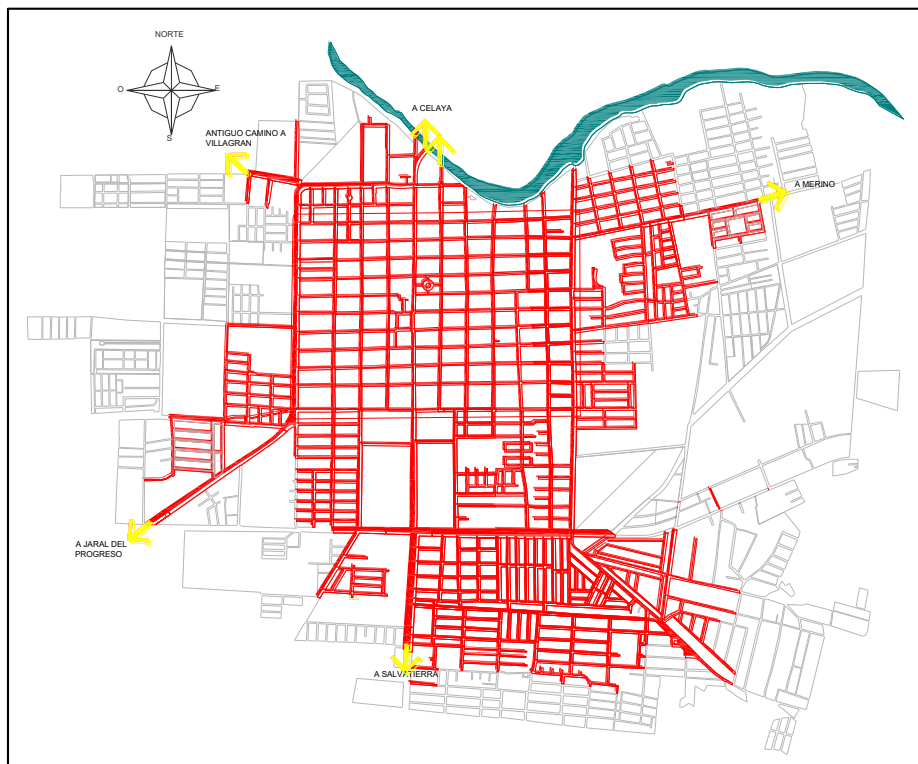 NORTE
O
E
S
A CELAYA
ANTIGUO CAMINO A
VILLAGRAN
A MERINO
A JARAL DEL
PROGRESO
A SALVATIERRA